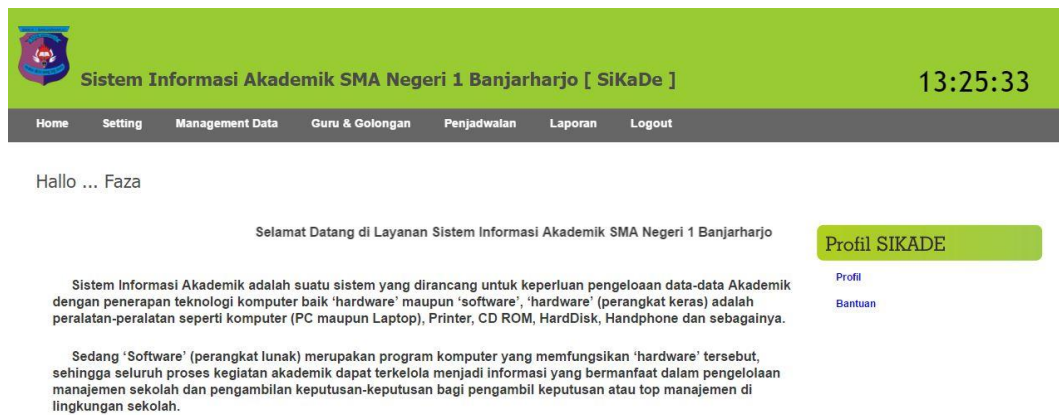 Sistem Informasi Akademik SMA Negeri 1 Banjarharjo [ SiKaDe ]
13:25:33
Home Setting Management Data Guru & Golongan Penjadwalan Laporan Logout
Hallo ... Faza
Selamat Datang di Layanan Sistem Informasi Akademik SMA Negeri 1 Banjarharjo
Sistem Informasi Akademik adalah suatu sistem yang dirancang untuk keperluan pengeloaan data-data Akademik
dengan penerapan teknologi komputer baik ‘hardware’ maupun ‘software’, ‘hardware’ (perangkat keras) adalah
peralatan-peralatan seperti komputer (PC maupun Laptop), Printer, CD ROM, HardDisk, Handphone dan sebagainya.
Sedang ‘Software’ (perangkat lunak) merupakan program komputer yang memfungsikan ‘hardware’ tersebut,
sehingga seluruh proses kegiatan akademik dapat terkelola menjadi informasi yang bermanfaat dalam pengelolaan
manajemen sekolah dan pengambilan keputusan-keputusan bagi pengambil keputusan atau top manajemen di
lingkungan sekolah.
Profil SIKADE
Profil
Bantuan